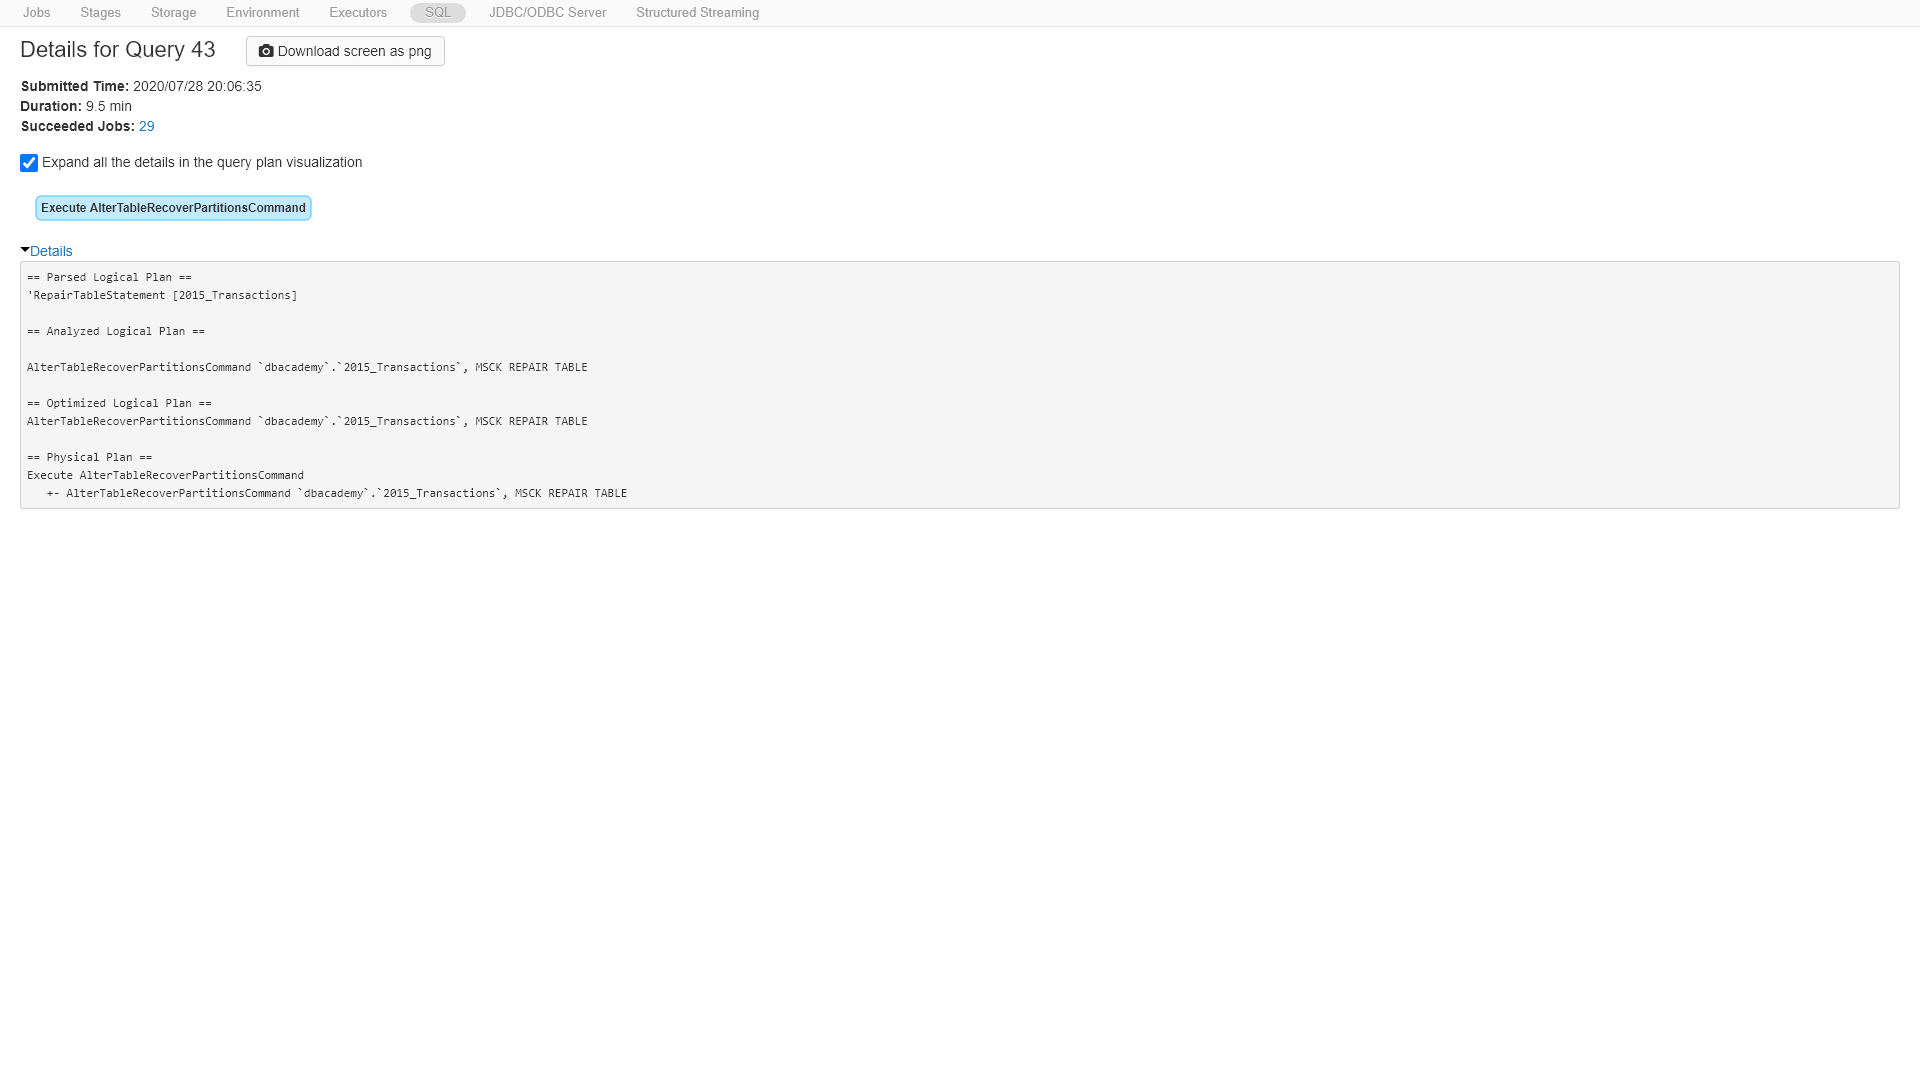 Jobs Stages Storage Environment Executors SQL JDBC/ODBC Server Structured Streaming
Details for Query 43 Download screen as png
Submitted Time: 2020/07/28 20:06:35
Duration: 9.5 min
Succeeded Jobs: 29
Expand all the details in the query plan visualization
Execute AlterTableRecoverPartitionsCommand
Details
== Parsed Logical Plan ==
'RepairTableStatement [2015_Transactions]
== Analyzed Logical Plan ==
AlterTableRecoverPartitionsCommand `dbacademy`.`2015_Transactions`, MSCK REPAIR TABLE
== Optimized Logical Plan ==
AlterTableRecoverPartitionsCommand `dbacademy`.`2015_Transactions`, MSCK REPAIR TABLE
== Physical Plan ==
Execute AlterTableRecoverPartitionsCommand
   +- AlterTableRecoverPartitionsCommand `dbacademy`.`2015_Transactions`, MSCK REPAIR TABLE